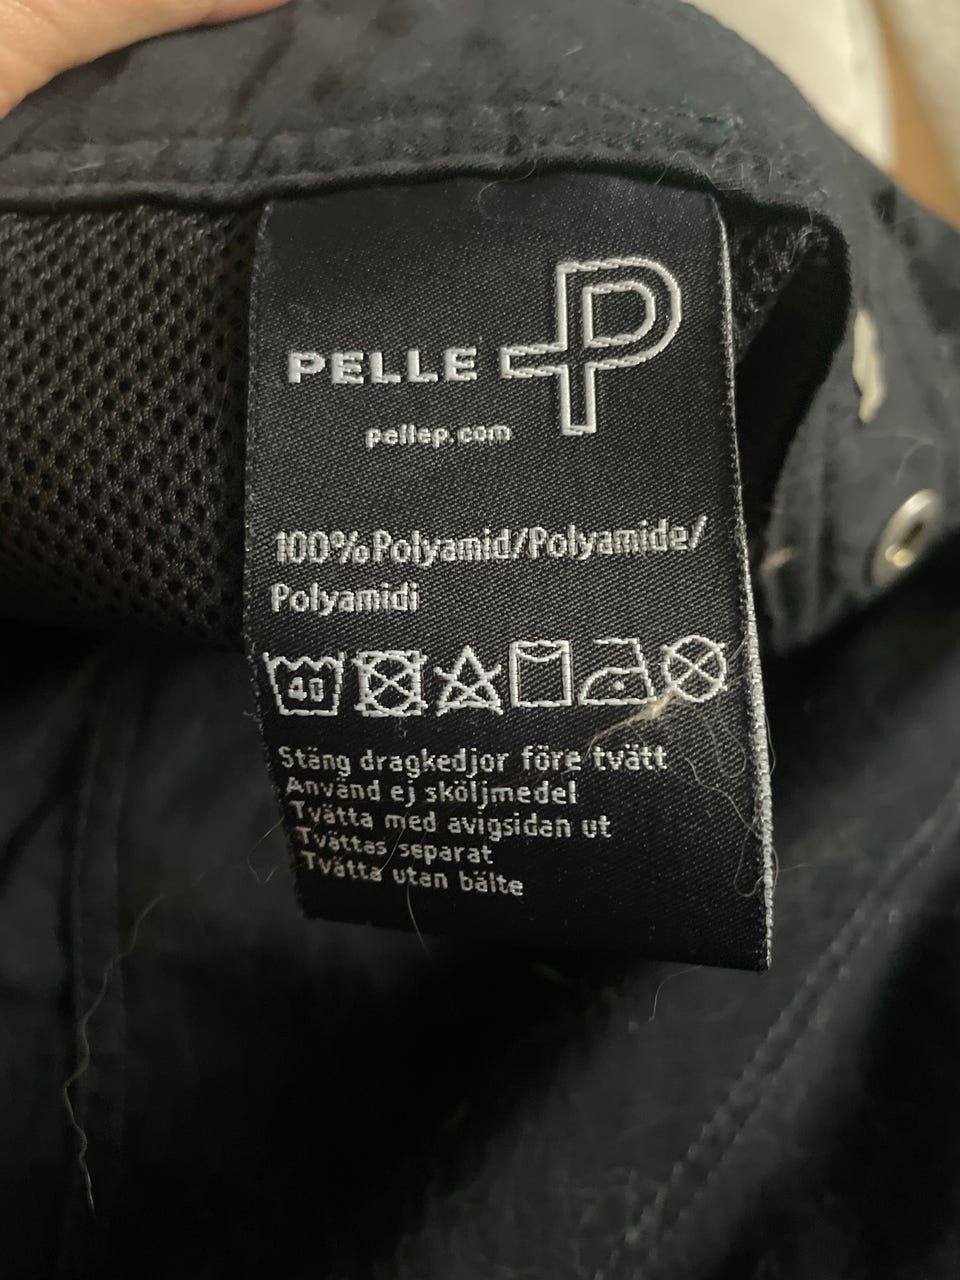 PELLE P
pellep.com
100%Polyamid/Polyamide/
Polyamidi
40
Stäng dragkedjor före tvätt
Använd ej sköljmedel
Tvätta med avigsidan ut
Tvättas separat
Tvätta utan bälte